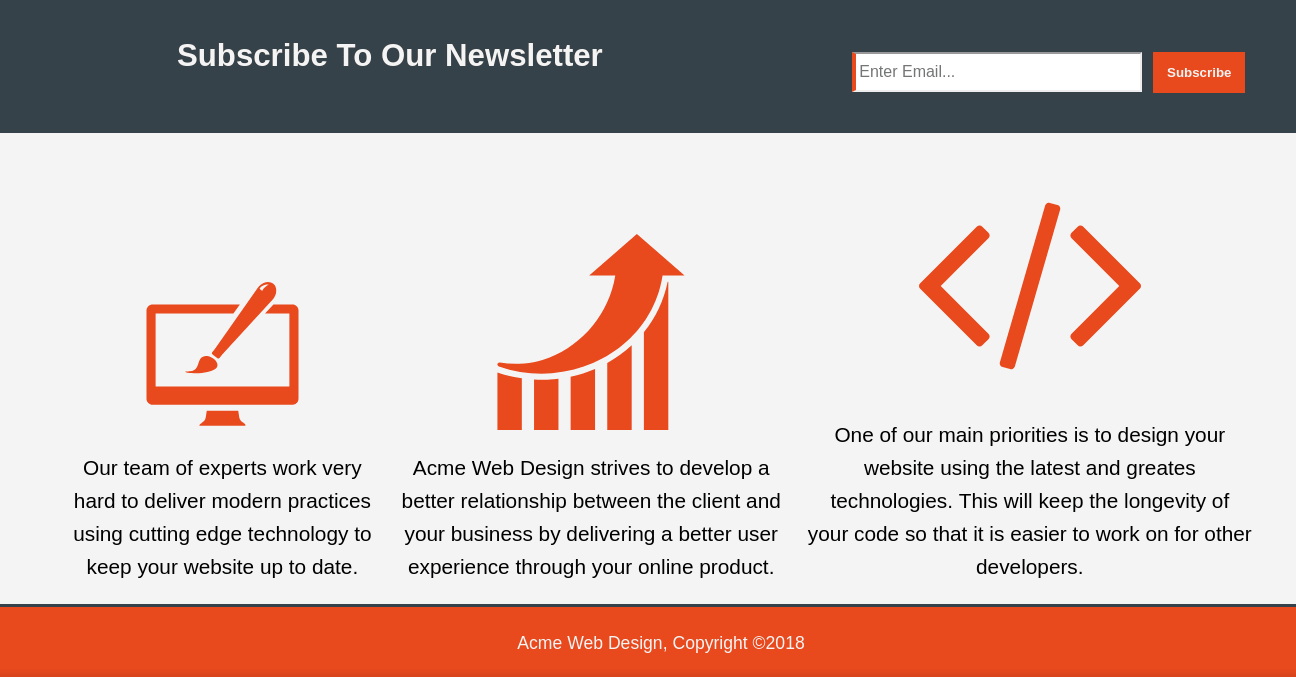 Subscribe To Our Newsletter
Enter Email...
Subscribe
Our team of experts work very
hard to deliver modern practices
using cutting edge technology to
keep your website up to date.
Acme Web Design strives to develop a
better relationship between the client and
your business by delivering a better user
experience through your online product.
One of our main priorities is to design your
website using the latest and greates
technologies. This will keep the longevity of
your code so that it is easier to work on for other
developers.
Acme Web Design, Copyright ©2018